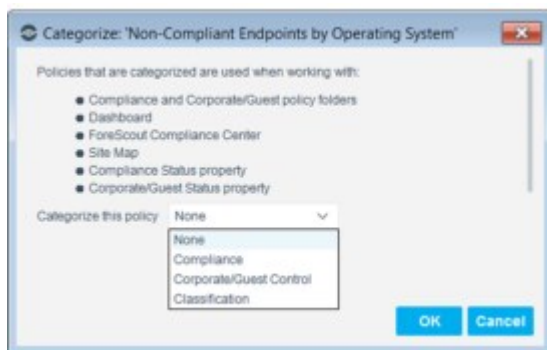 Categorize: 'Non-Compliant Endpoints by Operating System'
Policies that are categorized are used when working with:
● Compliance and Corporate/Guest policy folders
● Dashboard
● ForeScout Compliance Center
● Site Map
● Compliance Status property
● Corporate/Guest Status property
Categorize this policy None
None
Compliance
Corporate/Guest Control
Classification
OK Cancel